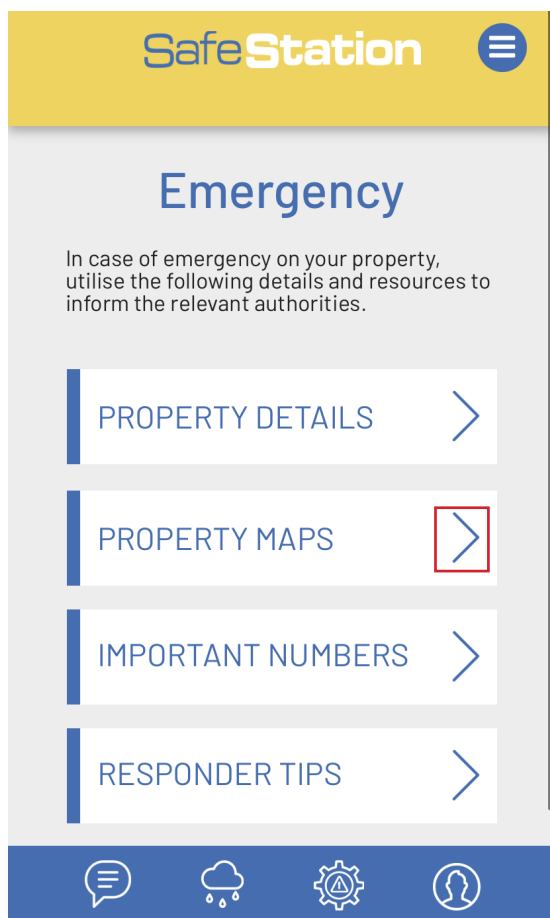 SafeStation
Emergency
In case of emergency on your property,
utilise the following details and resources to
inform the relevant authorities.
PROPERTY DETAILS
PROPERTY MAPS
IMPORTANT NUMBERS
RESPONDER TIPS